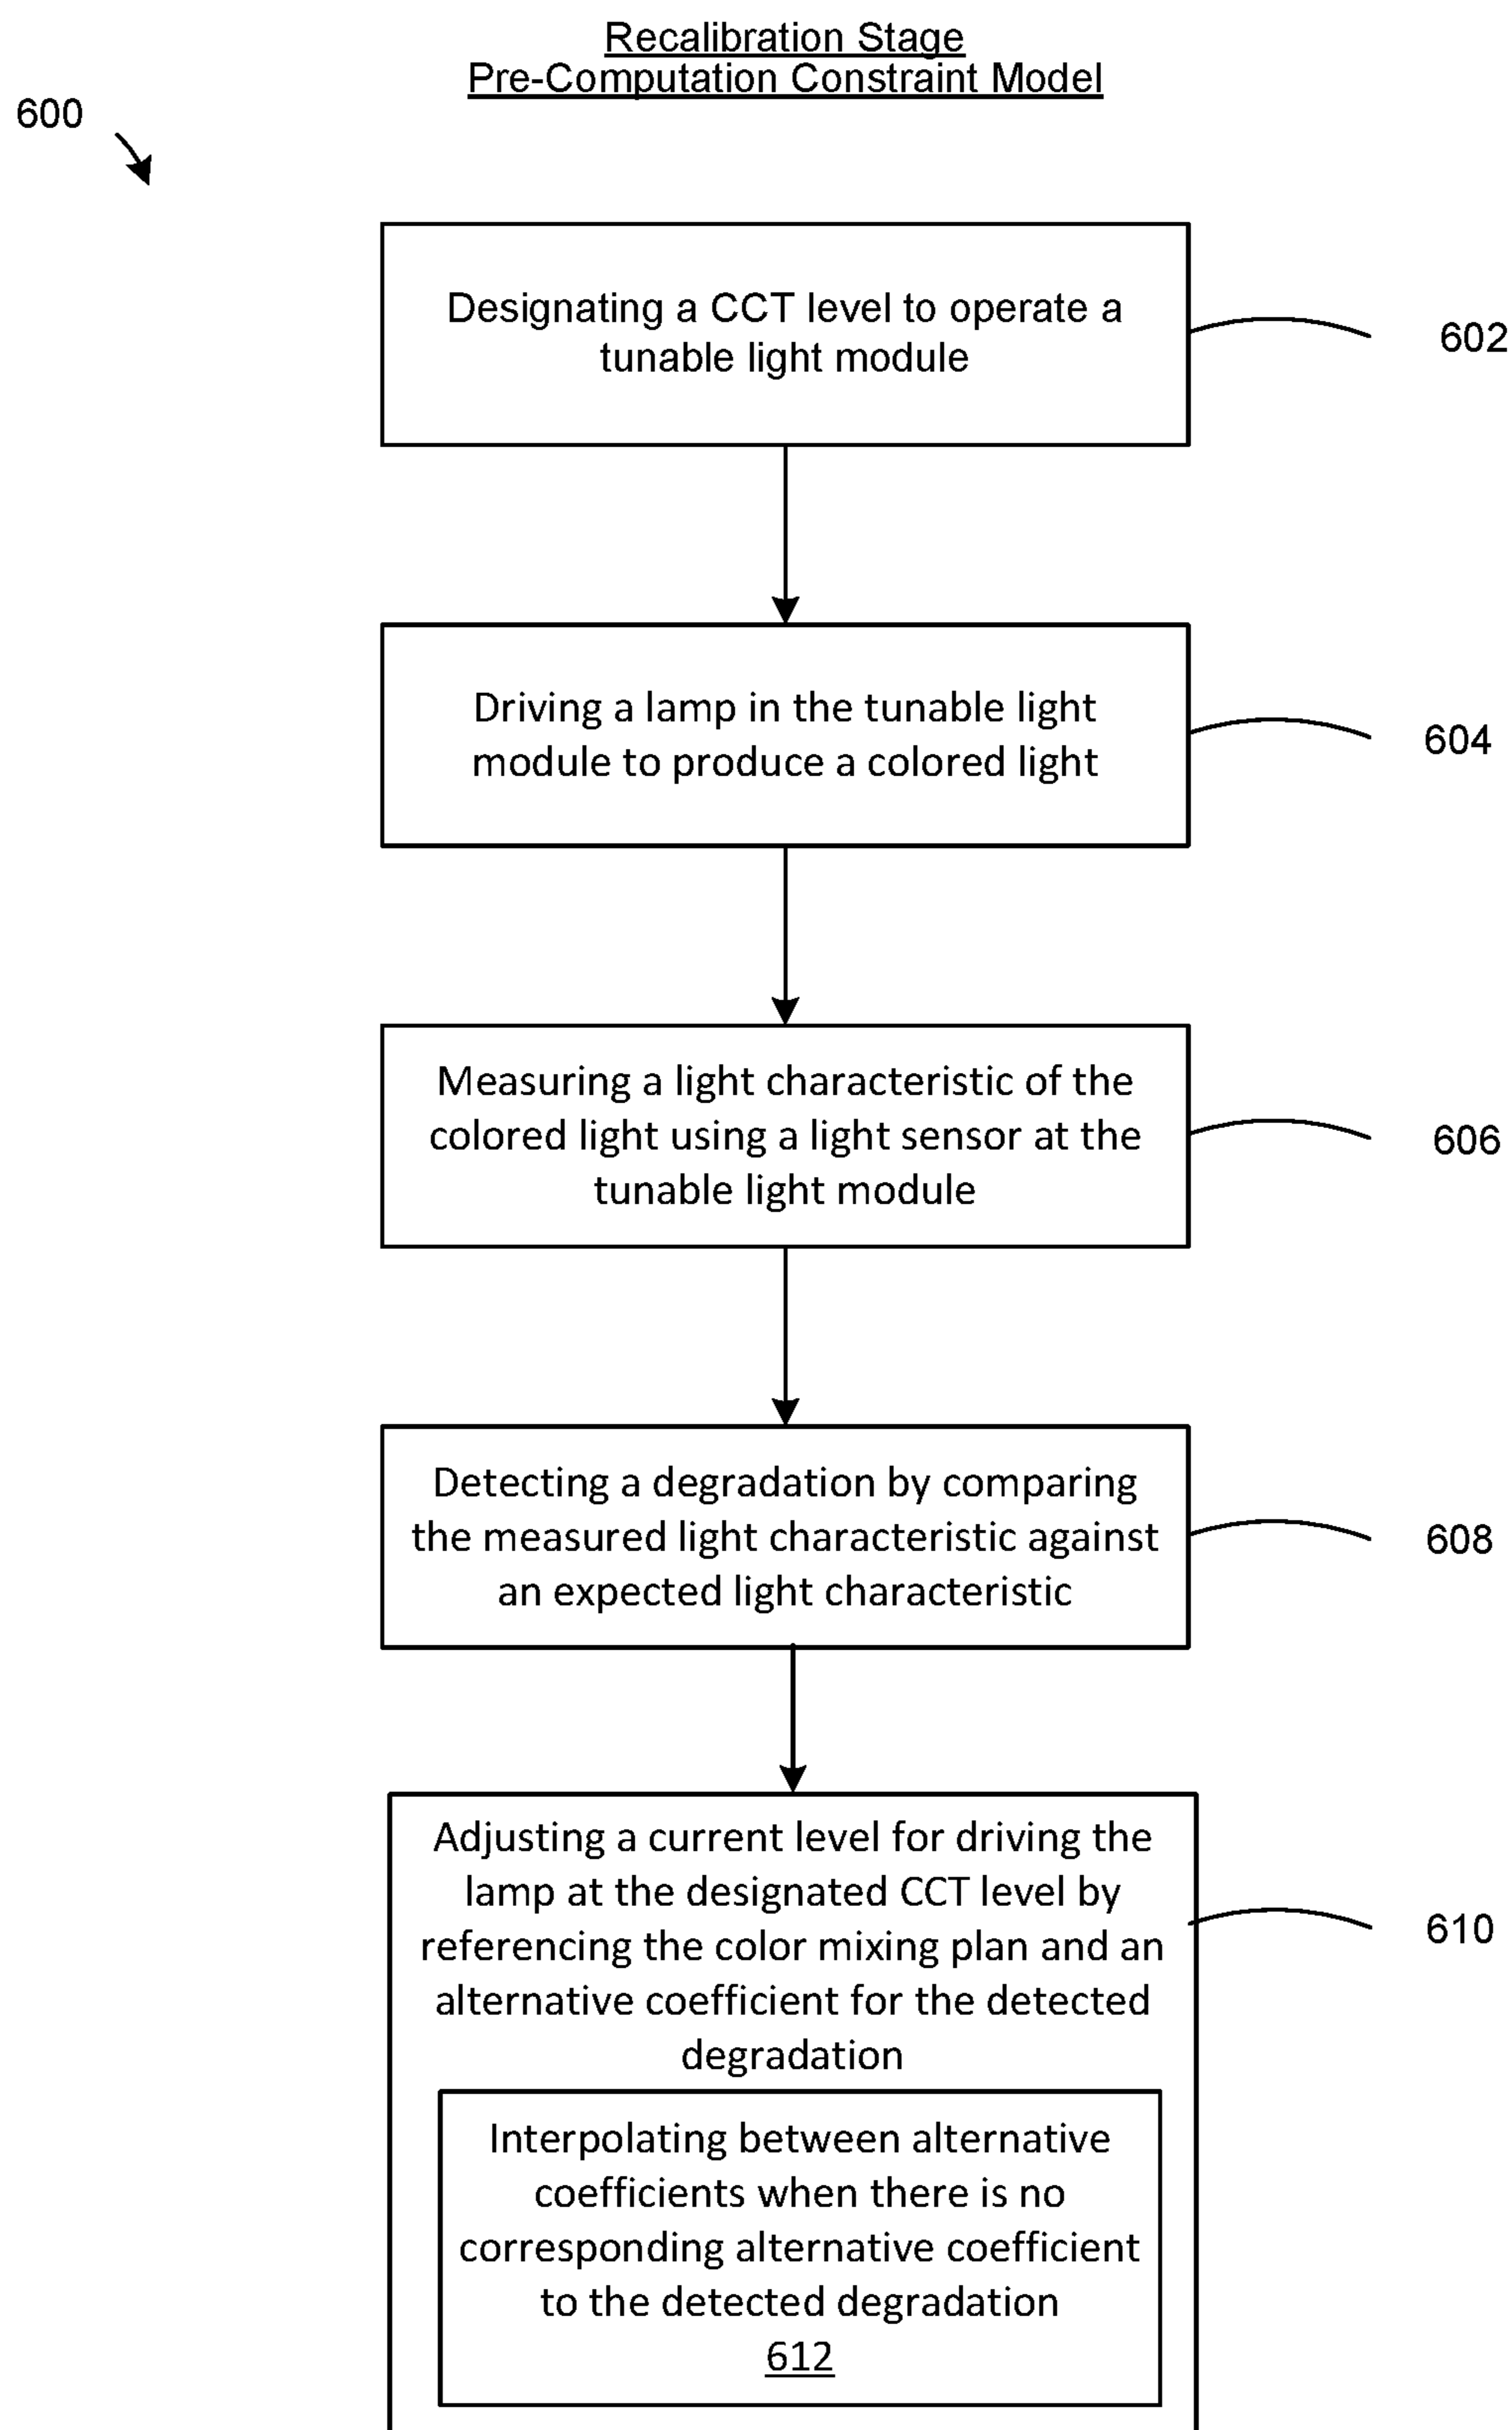 Recalibration Stage
Pre-Computation Constraint Model
600
Designating a CCT level to operate a
tunable light module
602
Driving a lamp in the tunable light
module to produce a colored light
604
Measuring a light characteristic of the
colored light using a light sensor at the
tunable light module
606
Detecting a degradation by comparing
the measured light characteristic against
an expected light characteristic
608
Adjusting a current level for driving the
lamp at the designated CCT level by
referencing the color mixing plan and an
alternative coefficient for the detected
degradation
610
Interpolating between alternative
coefficients when there is no
corresponding alternative coefficient
to the detected degradation
612